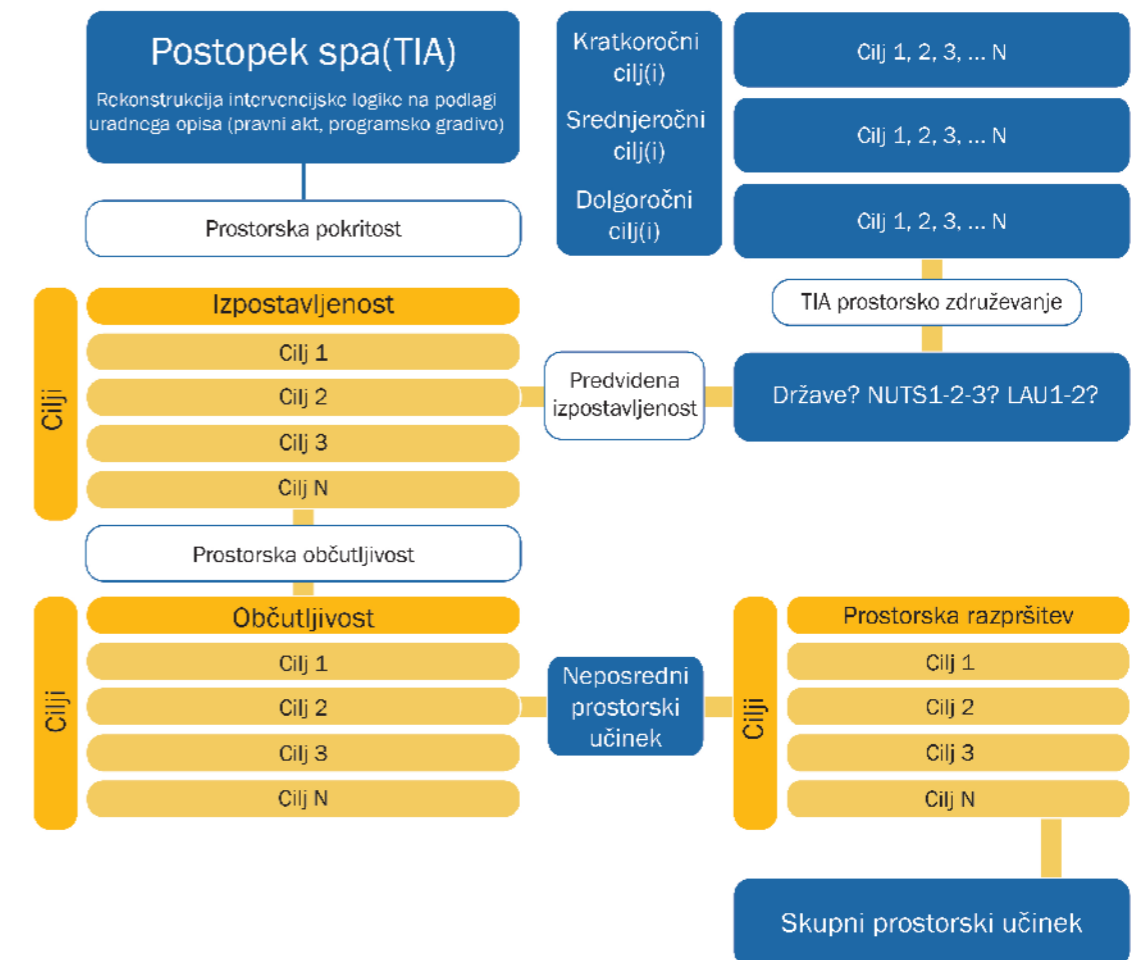 Postopek spa(TIA)
Rekonstrukcija intervencijske logike na podlagi
uradnega opisa (pravni akt, programsko gradivo)
Prostorska pokritost
Kratkoročni
cilj(i)
Srednjeročni
cilj(i)
Dolgoročni
cilj(i)
Cilj 1, 2, 3, ... N
Cilj 1, 2, 3, ... N
Cilj 1, 2, 3, ... N
TIA prostorsko združevanje
Države? NUTS1-2-3? LAU1-2?
Predvidena
izpostavljenost
Cilji
Izpostavljenost
Cilj 1
Cilj 2
Cilj 3
Cilj N
Prostorska občutljivost
Cilji
Občutljivost
Cilj 1
Cilj 2
Cilj 3
Cilj N
Neposredni
prostorski
učinek
Cilji
Prostorska razpršitev
Cilj 1
Cilj 2
Cilj 3
Cilj N
Skupni prostorski učinek